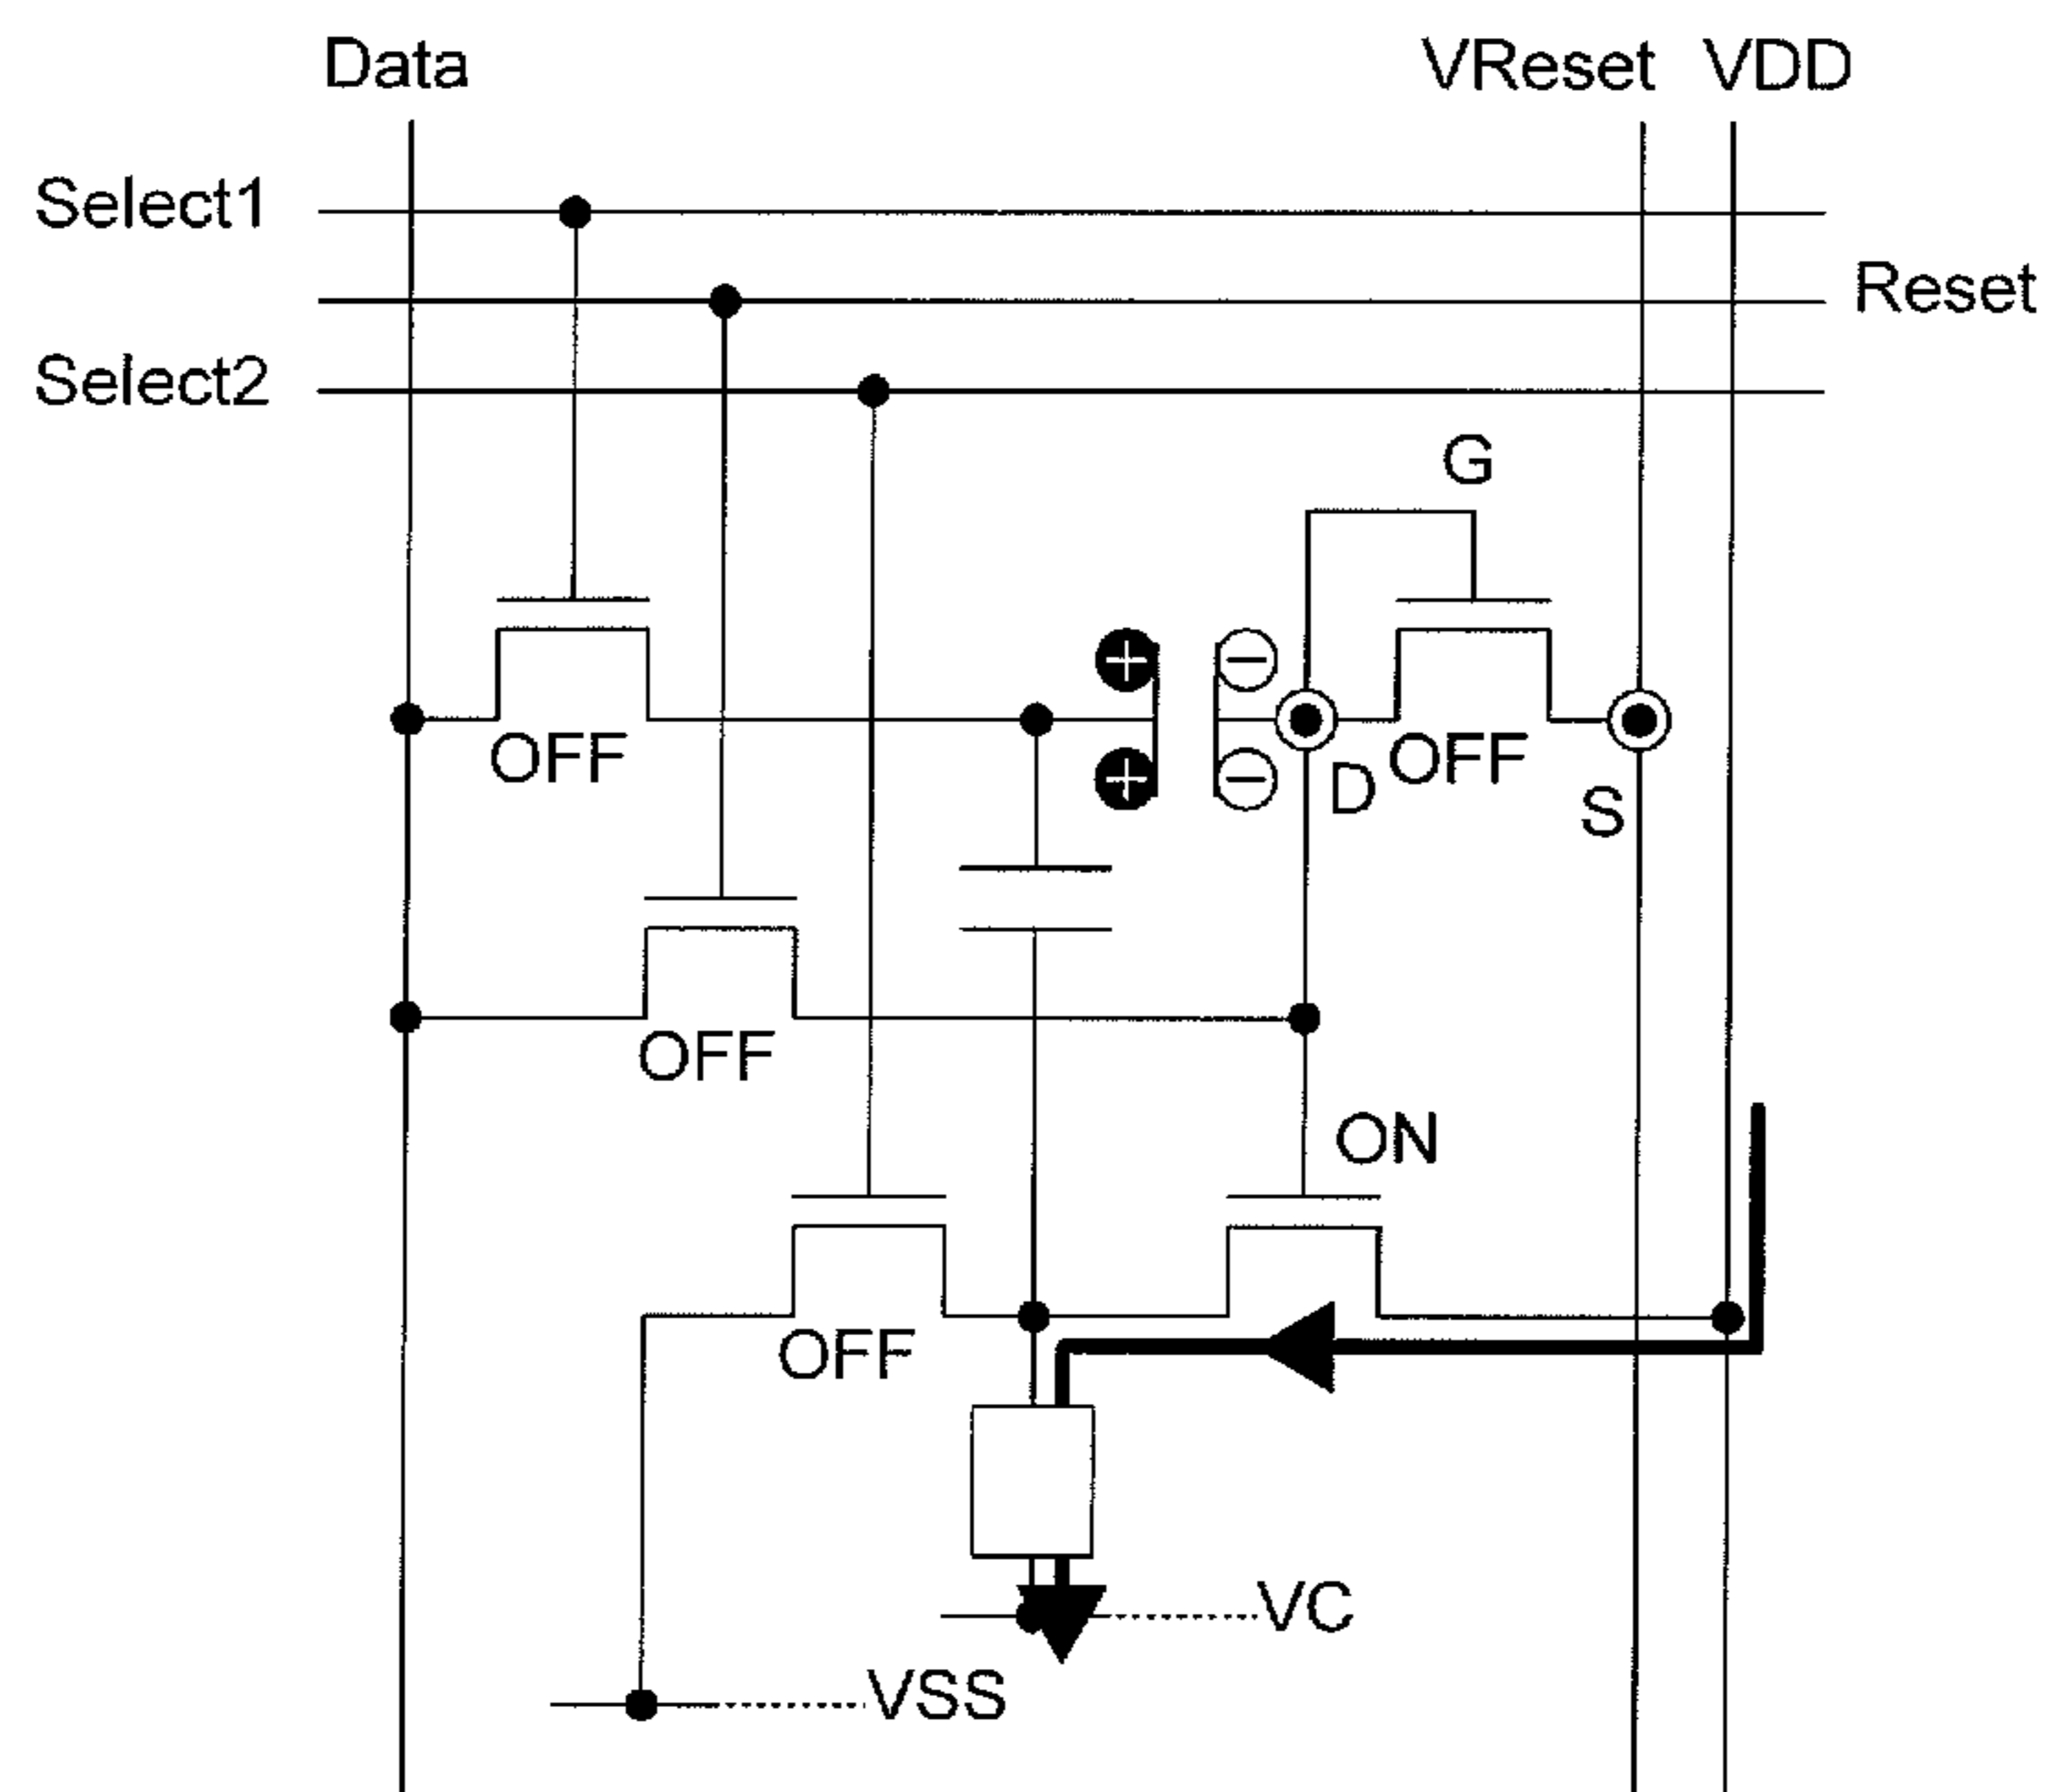 Data
VReset VDD
Select1
Reset
Select2
G
OFF
D
OFF
S
OFF
ON
OFF
VC
VSS